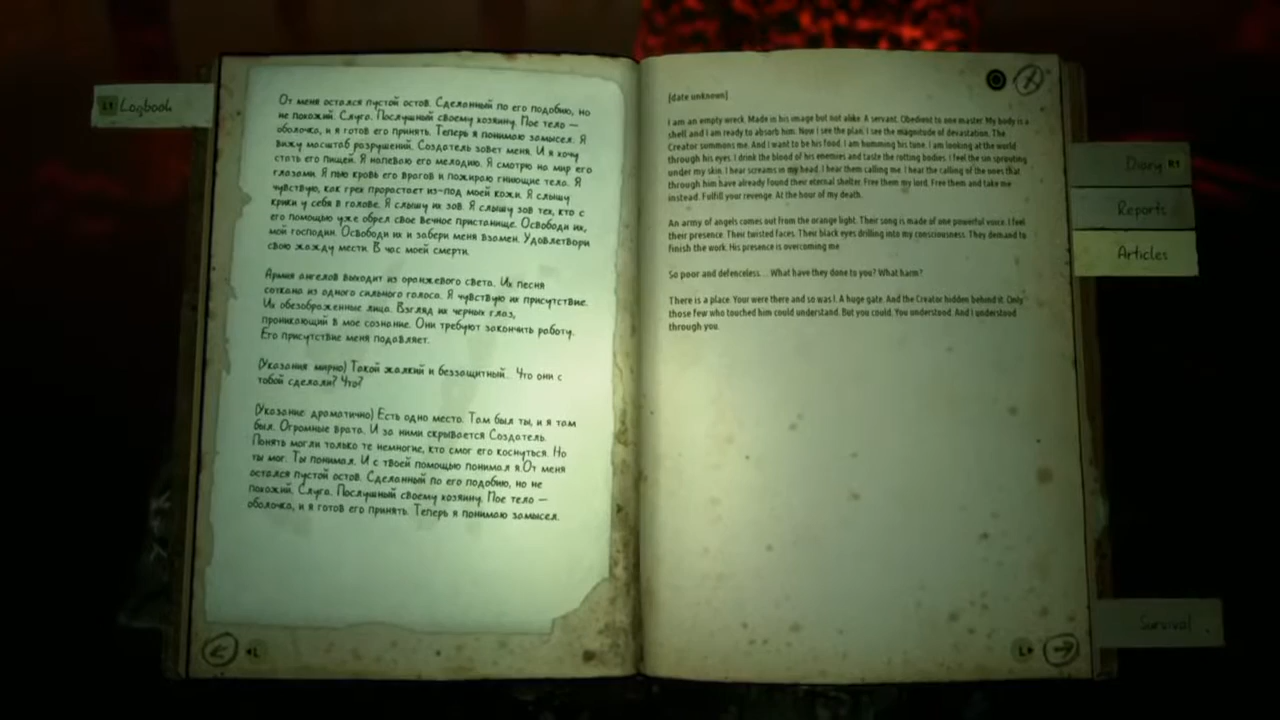 L1 Logbook
От меня остался пустой остов. Сделанный по его подобию, но
не похожий. Слуга. Послушный своему хозяину. Мое тело —
оболочка, и я готов его принять. Теперь я понимаю замысел. Я
вижу масштаб разрушений. Создатель зовет меня. И я хочу
стать его пищей. Я напеваю его мелодию. Я смотрю на мир его
глазами. Я пью кровь его врагов и пожираю гниющие тела. Я
чувствую, как грех прорастает из-под моей кожи. Я слышу
крики у себя в голове. Я слышу их зов. Я слышу зов тех, кто с
его помощью уже обрел свое вечное пристанище. Освободи их,
мой господин. Освободи их и забери меня взамен. Удовлетвори
свою жажду мести. В час моей смерти.
Армия ангелов выходит из оранжевого света. Их песня
соткана из одного сильного голоса. Я чувствую их присутствие.
Их обезображенные лица. Взгляд их черных глаз,
проникающий в мое сознание. Они требуют закончить работу.
Его присутствие меня подавляет.
(Указания мирно) Такой жалкий и беззащитный... Что они с
тобой сделали? Что?
(Указание драматично) Есть одно место. Там был ты, и я там
был. Огромные врата. И за ними скрывается Создатель.
Понять могли только те немногие, кто смог его коснуться. Но
ты мог. Ты понимал. И с твоей помощью понимал я.От меня
остался пустой остов. Сделанный по его подобию, но не
похожий. Слуга. Послушный своему хозяину. Мое тело —
оболочка, и я готов его принять. Теперь я понимаю замысел.
L
[date unknown]
I am an empty wreck. Made in his image but not alike. A servant. Obedient to one master. My body is a
shell and I am ready to absorb him. Now I see the plan. I see the magnitude of devastation. The
Creator summons me. And I want to be his food. I am humming his tune. I am looking at the world
through his eyes. I drink the blood of his enemies and taste the rotting bodies. I feel the sin sprouting
under my skin. I hear screams in my head. I hear them calling me. I hear the calling of the ones that
through him have already found their eternal shelter. Free them my lord. Free them and take me
instead. Fulfill your revenge. At the hour of my death.
An army of angels comes out from the orange light. Their song is made of one powerful voice. I feel
their presence. Their twisted faces. Their black eyes drilling into my consciousness. They demand to
finish the work. His presence is overcoming me.
So poor and defenceless... What have they done to you? What harm?
There is a place. Your were there and so was I. A huge gate. And the Creator hidden behind it. Only
those few who touched him could understand. But you could. You understood. And I understood
through you.
L
Diary R1
Reports
Articles
Survival